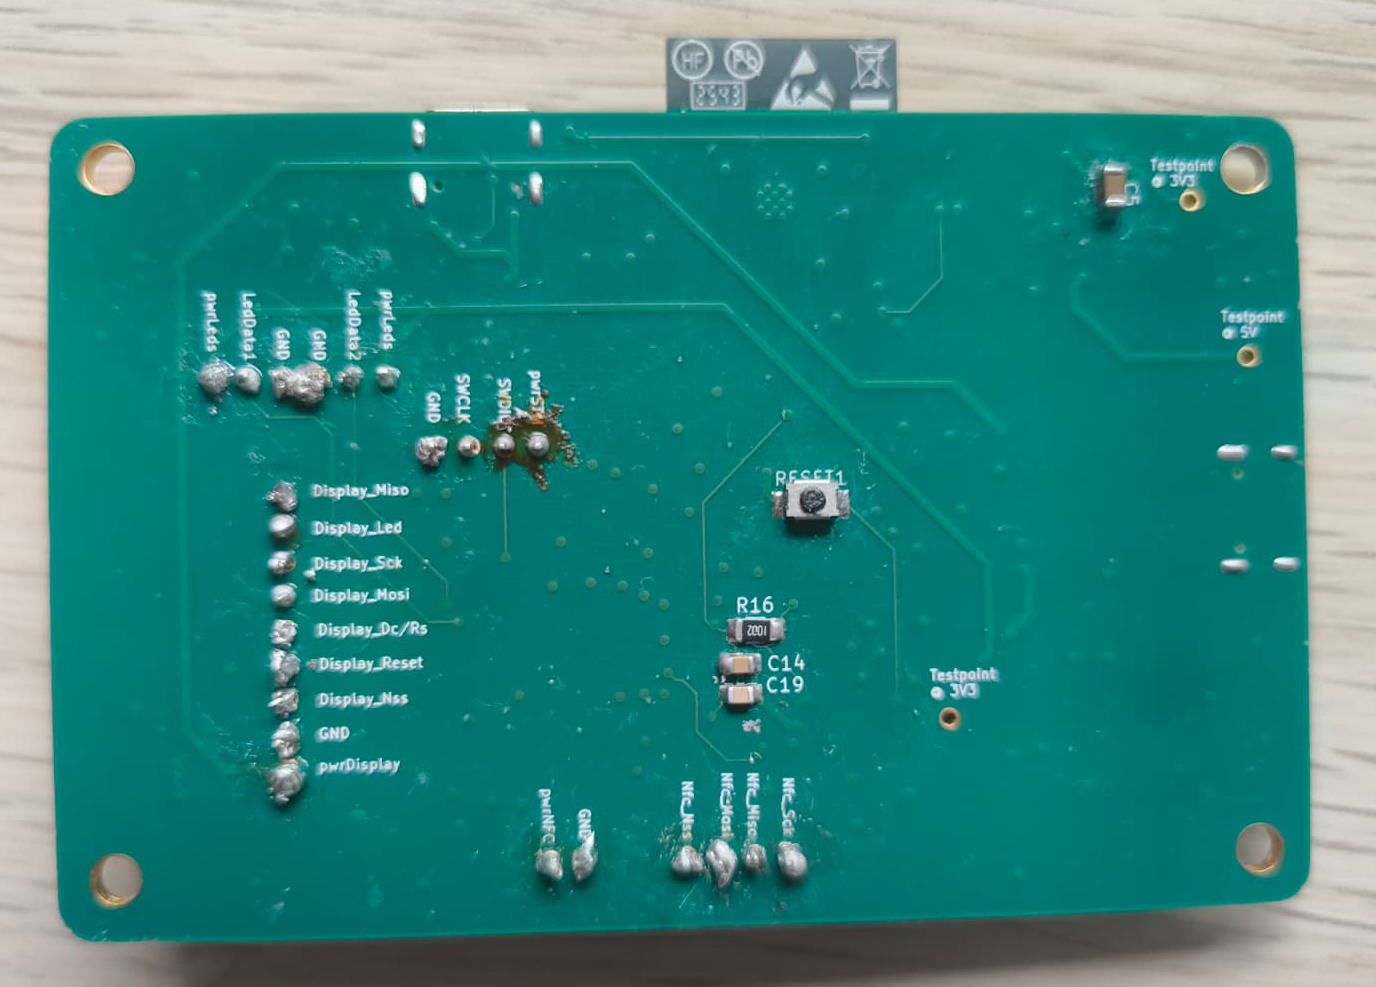 HF
Pb
2543
Testpoint
3V3
pwrLeds
LedData1
GND
GND
LedData2
pwrLeds
Testpoint
5V
GND
SWCLK
RESET1
Display_Miso
Display_Led
Display_Sck
Display_Mosi
Display_Dc/Rs
Display_Reset
Display_Nss
GND
pwrDisplay
R16
1002
C14
C19
Testpoint
3V3
pwrNFC
GND
Nfc_Nss
Nfc_Mosi
Nfc_Miso
Nfc_Sck